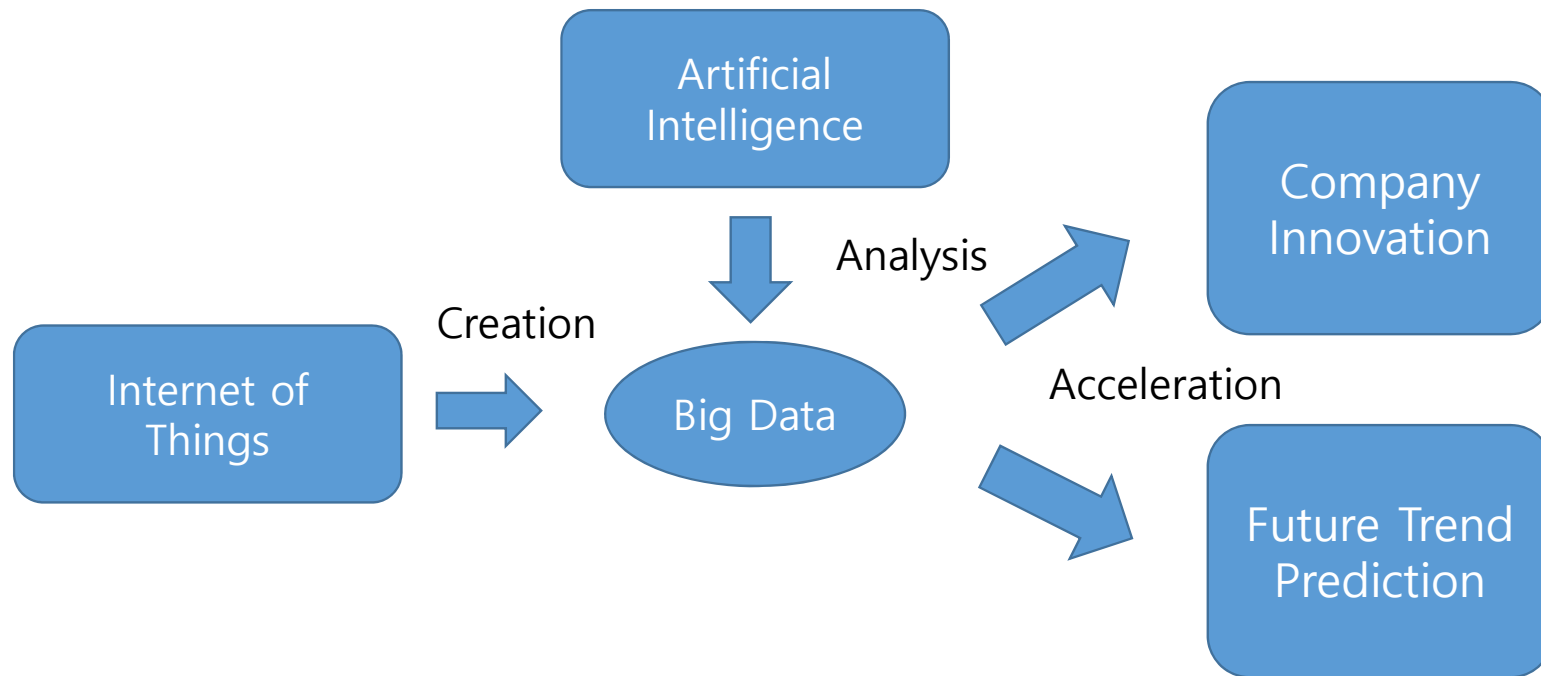 Artificial
Intelligence
Company
Innovation
Analysis
Creation
Internet of
Things
Big Data
Acceleration
Future Trend
Prediction